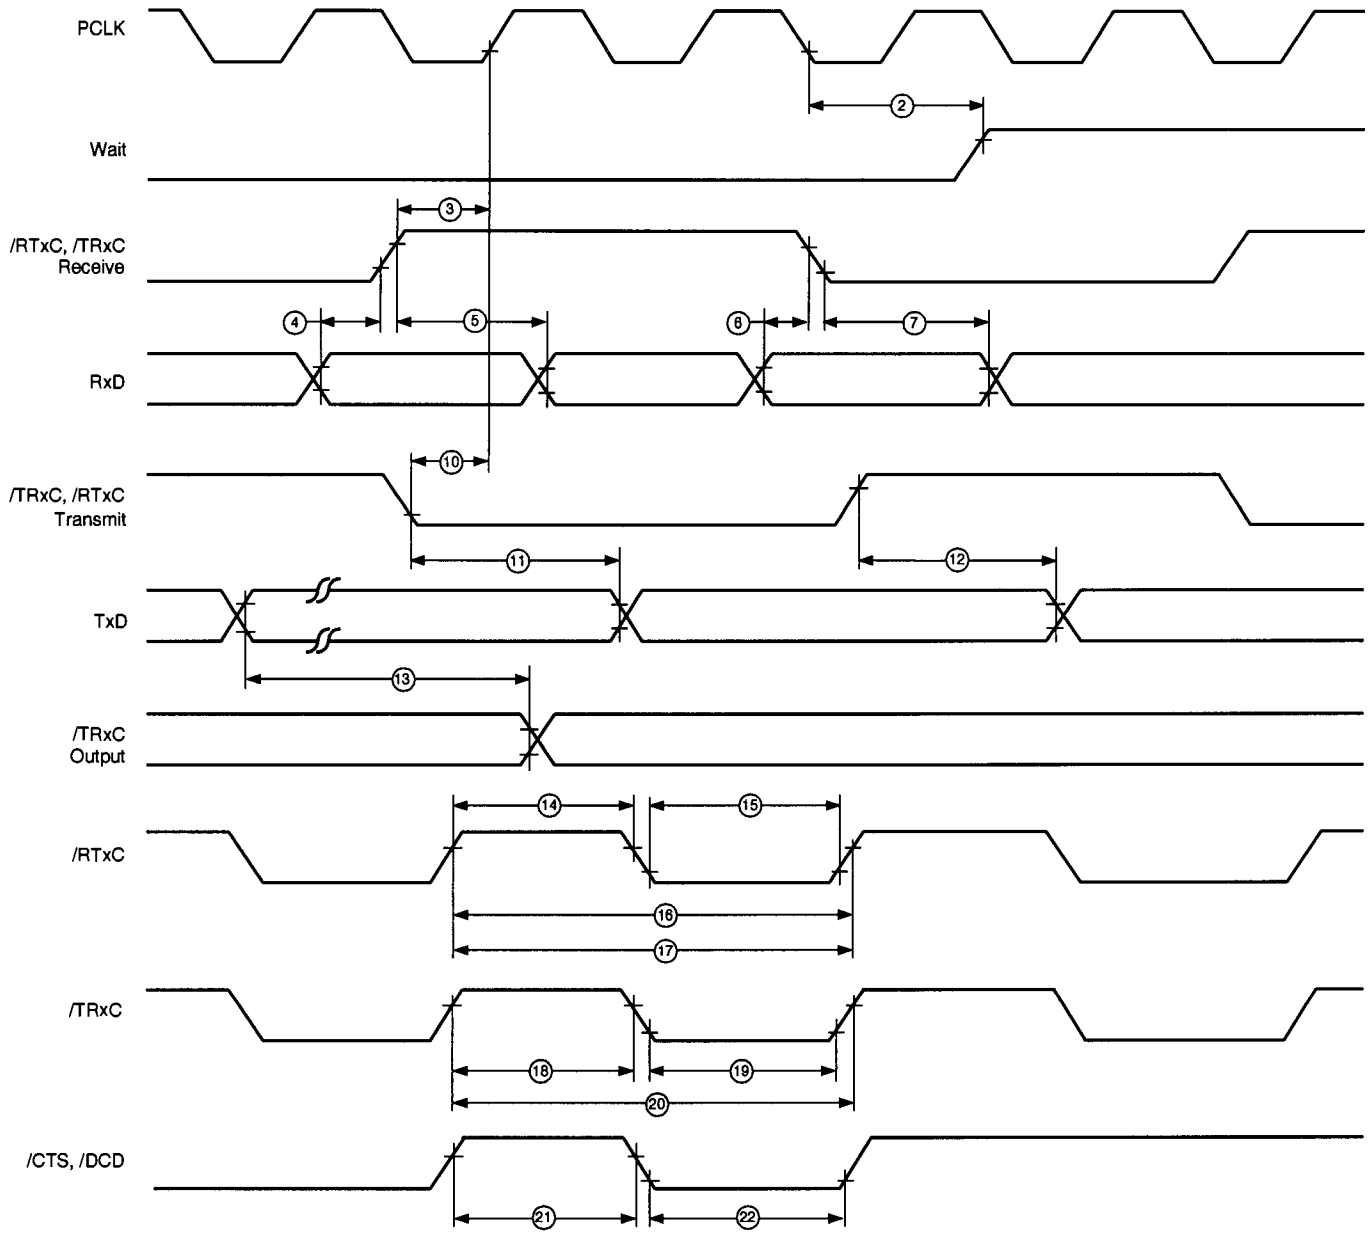 PCLK
2
Wait
3
/RTxC, /TRxC
Receive
4
5
6
7
RxD
10
/TRxC, /RTxC
Transmit
11
12
TxD
13
/TRxC
Output
14
15
/RTxC
16
17
/TRxC
18
19
20
/CTS, /DCD
21
22